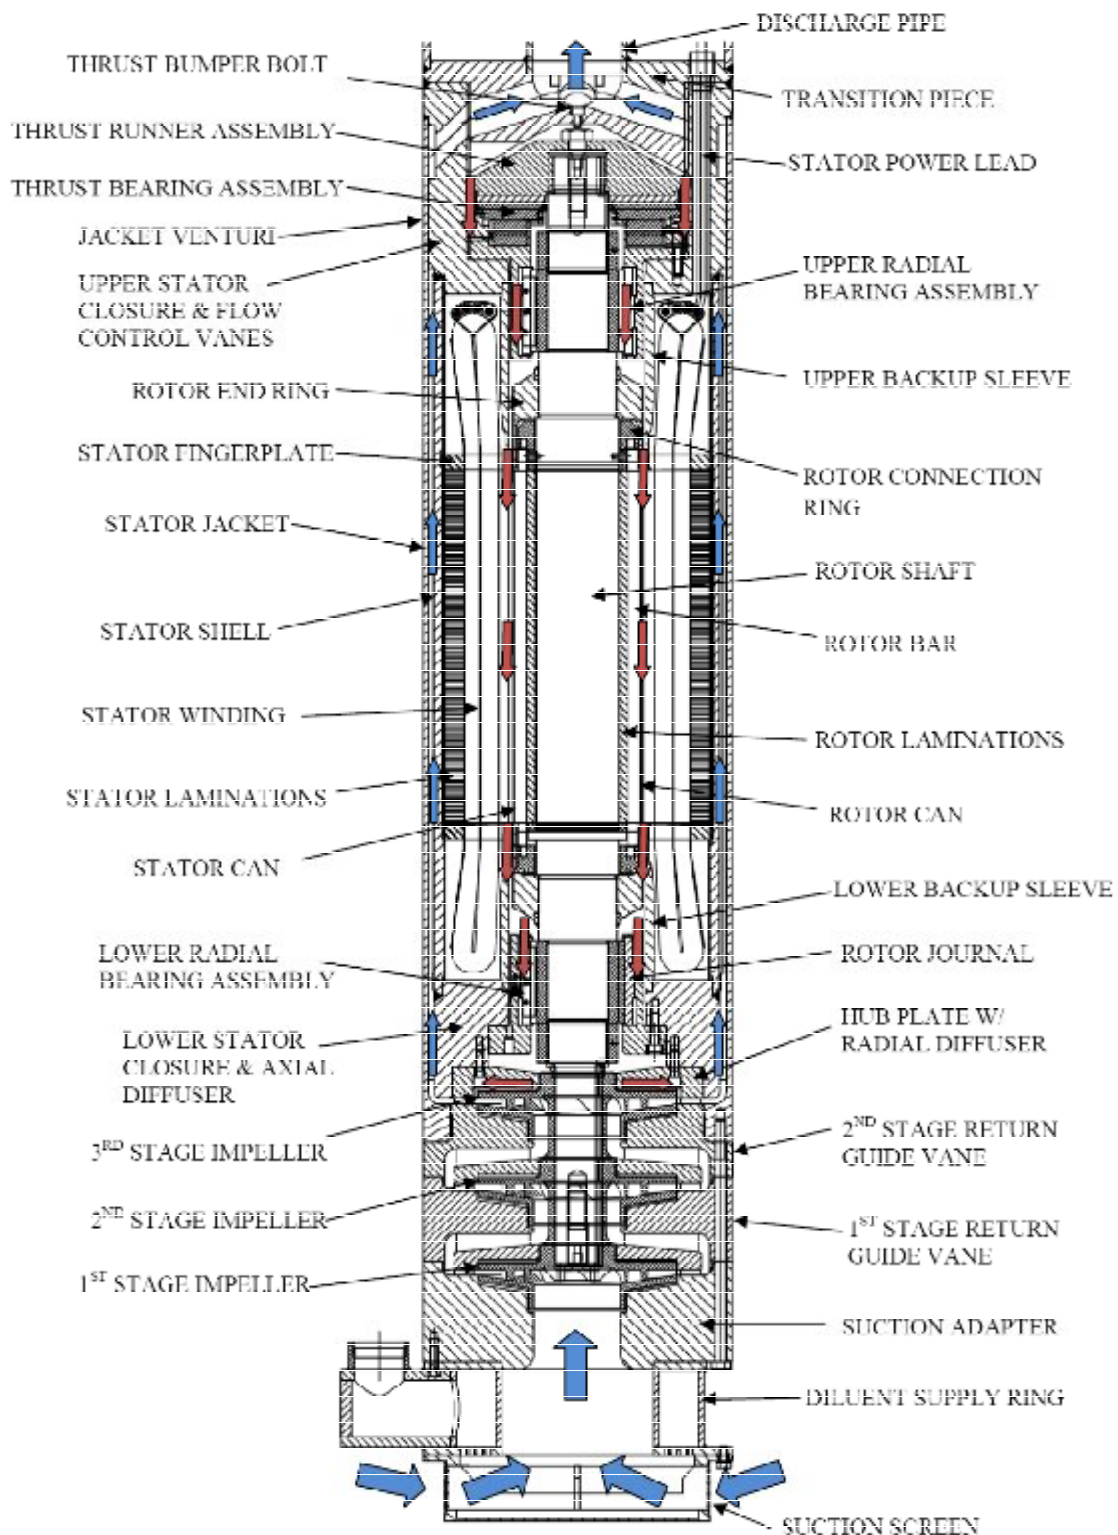 DISCHARGE PIPE
THRUST BUMPER BOLT
TRANSITION PIECE
THRUST RUNNER ASSEMBLY
STATOR POWER LEAD
THRUST BEARING ASSEMBLY
JACKET VENTURI
UPPER STATOR
CLOSURE & FLOW
CONTROL VANES
UPPER RADIAL
BEARING ASSEMBLY
ROTOR END RING
UPPER BACKUP SLEEVE
STATOR FINGERPLATE
ROTOR CONNECTION
RING
STATOR JACKET
ROTOR SHAFT
STATOR SHELL
ROTOR BAR
STATOR WINDING
ROTOR LAMINATIONS
STATOR LAMINATIONS
ROTOR CAN
STATOR CAN
LOWER BACKUP SLEEVE
LOWER RADIAL
BEARING ASSEMBLY
ROTOR JOURNAL
LOWER STATOR
CLOSURE & AXIAL
DIFFUSER
HUB PLATE W/
RADIAL DIFFUSER
3RD STAGE IMPELLER
2ND STAGE RETURN
GUIDE VANE
2ND STAGE IMPELLER
1ST STAGE RETURN
GUIDE VANE
1ST STAGE IMPELLER
SUCTION ADAPTER
DILUENT SUPPLY RING
SUCTION SCREEN